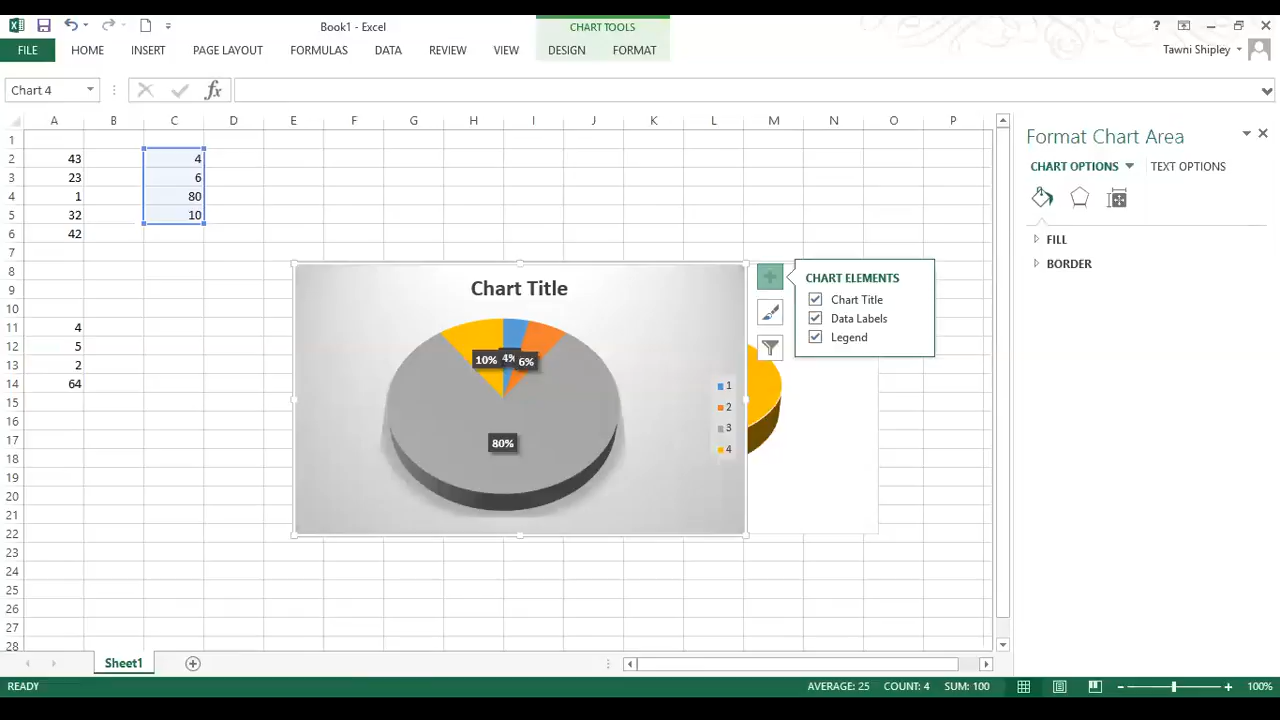 Book1 - Excel
CHART TOOLS
?
FILE HOME INSERT PAGE LAYOUT FORMULAS DATA REVIEW VIEW DESIGN FORMAT
Tawni Shipley
Chart 4
fx
A B C D E F G H I J K L M N O P
1
2 43 4
3 23 6
4 1 80
5 32 10
6 42
7
8
9
10
11 4
12 5
13 2
14 64
15
16
17
18
19
20
21
22
23
24
25
26
27
28
Chart Title
10% 4% 6%
80%
1
2
3
4
CHART ELEMENTS
Chart Title
Data Labels
Legend
Format Chart Area
CHART OPTIONS TEXT OPTIONS
FILL
BORDER
Sheet1
READY
AVERAGE: 25 COUNT: 4 SUM: 100
100%